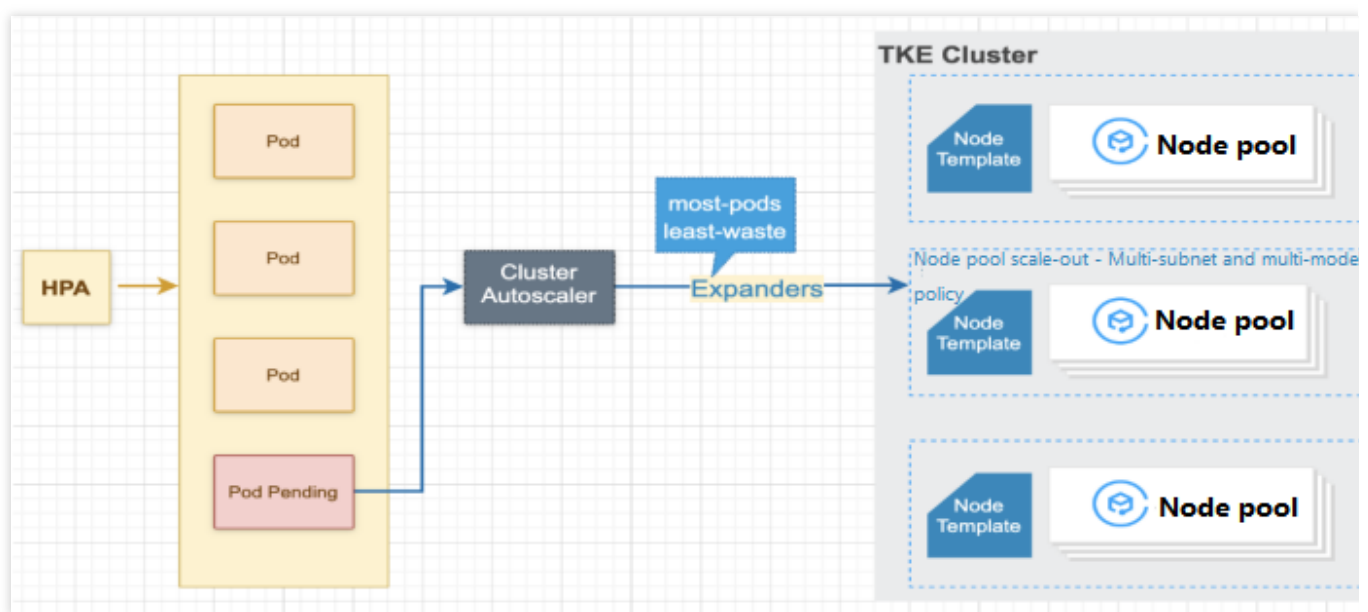 TKE Cluster
HPA
Pod
Pod
Pod
Pod Pending
Cluster
Autoscaler
most-pods
least-waste
Expanders
Node
Template
Node pool
Node pool scale-out - Multi-subnet and multi-mode
policy
Node
Template
Node pool
Node
Template
Node pool